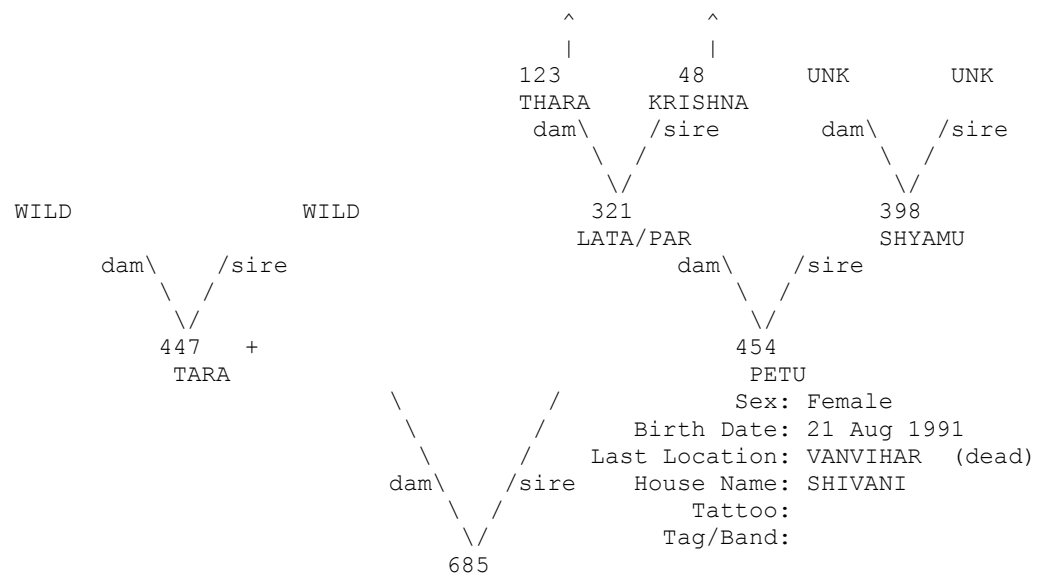 ^ ^
| |
123 48 UNK UNK
THARA KRISHNA
dam\ /sire dam\ /sire
\ / \ /
\/ \/
WILD WILD 321 398
LATA/PAR SHYAMU
dam\ /sire dam\ /sire
\ / \ /
\/ \/
447 + 454
TARA PETU
\ / Sex: Female
\ / Birth Date: 21 Aug 1991
\ / Last Location: VANVIHAR (dead)
dam\ /sire House Name: SHIVANI
\ / Tattoo:
\/ Tag/Band:
685